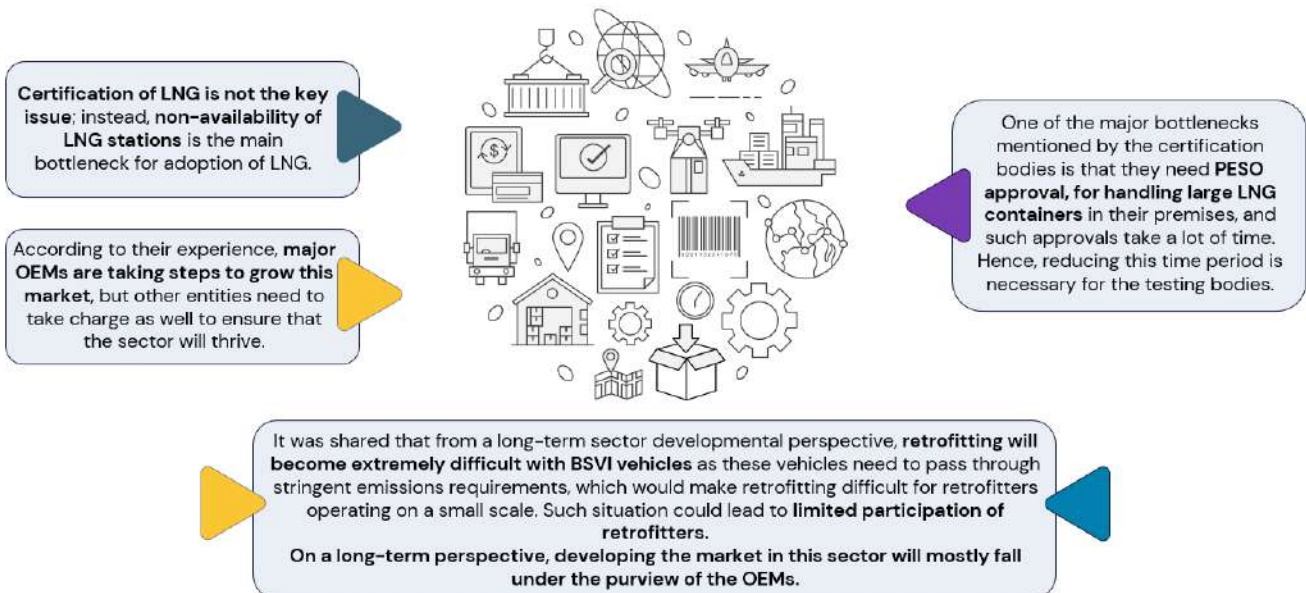 Certification of LNG is not the key
issue; instead, non-availability of
LNG stations is the main
bottleneck for adoption of LNG.
According to their experience, major
OEMs are taking steps to grow this
market, but other entities need to
take charge as well to ensure that
the sector will thrive.
One of the major bottlenecks
mentioned by the certification
bodies is that they need PESO
approval, for handling large LNG
containers in their premises, and
such approvals take a lot of time.
Hence, reducing this time period is
necessary for the testing bodies.
It was shared that from a long-term sector developmental perspective, retrofitting will
become extremely difficult with BSVI vehicles as these vehicles need to pass through
stringent emissions requirements, which would make retrofitting difficult for retrofitters
operating on a small scale. Such situation could lead to limited participation of
retrofitters.
On a long-term perspective, developing the market in this sector will mostly fall
under the purview of the OEMs.